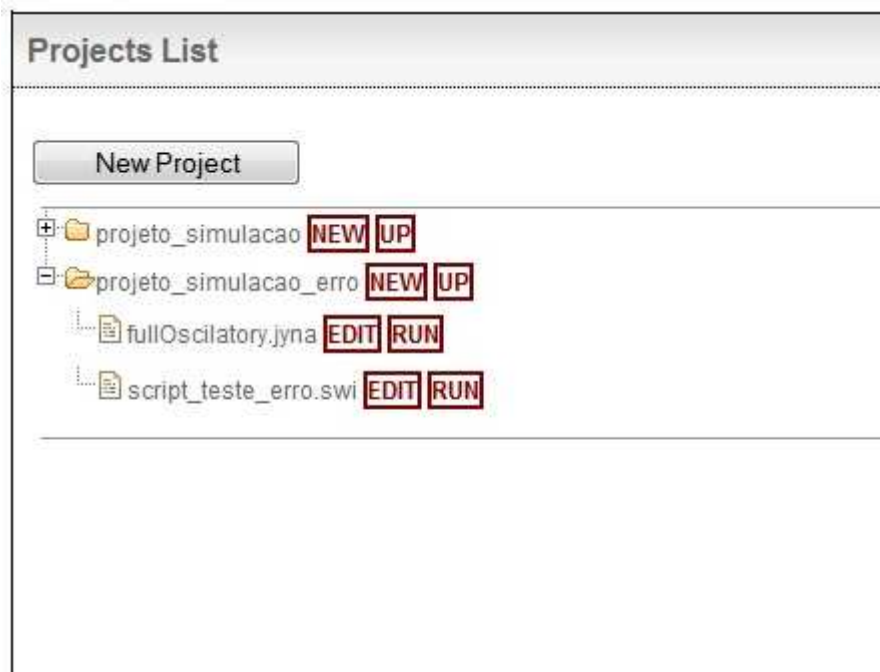 Projects List
New Project
projeto_simulacao NEW UP
projeto_simulacao_erro NEW UP
fullOscilatory.jyna EDIT RUN
script_teste_erro.swi EDIT RUN